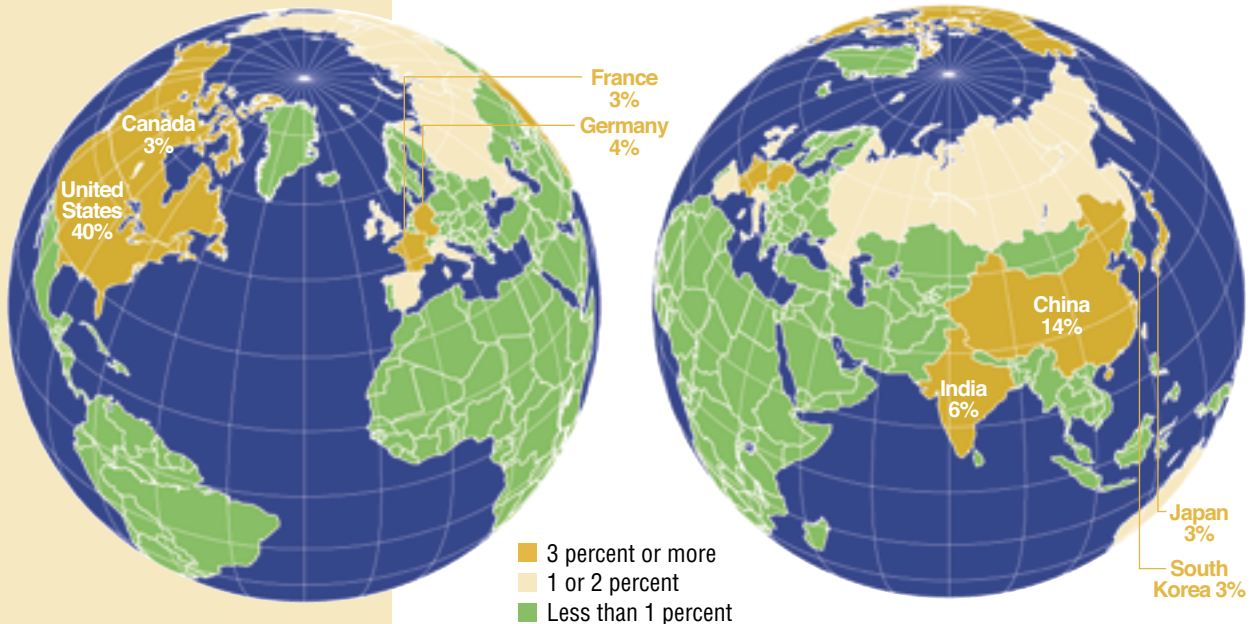 France
3%
Germany
4%
Canada
3%
United
States
40%
China
14%
India
6%
Japan
3%
South
Korea 3%
3 percent or more
1 or 2 percent
Less than 1 percent